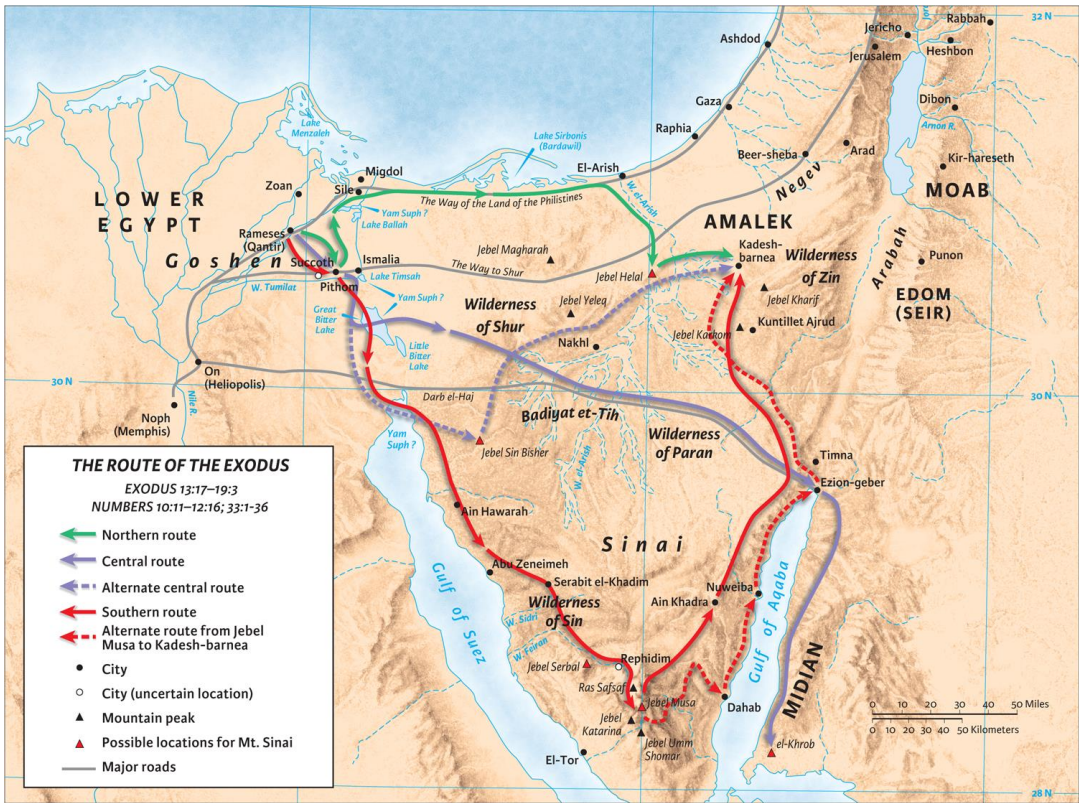 32 N
Rabbah
Jericho
Heshbon
Jerusalem
Ashdod
Gaza
Dibon
Arnon R.
Raphia
Lake
Menzaleh
Lake Sirbonis
(Bardawil)
El-Arish
Beer-sheba
Arad
Kir-hareseth
Migdol
Zoan
Sile
LOWER
EGYPT
The Way of the Land of the Philistines
W. el-Arish
Negev
MOAB
Yam Suph ?
Lake Ballah
Rameses
(Qantir)
AMALEK
Goshen
Succoth
Ismalia
Jebel Magharah
The Way to Shur
Jebel Helal
Kadesh-
barnea
Wilderness
of Zin
Arabah
Punon
W. Tumilat
Pithom
Lake Timsah
Yam Suph ?
Jebel Yeleq
Jebel Kharif
EDOM
(SEIR)
Great
Bitter
Lake
Wilderness
of Shur
Jebel Karkom
Kuntillet Ajrud
Nakhl
Little
Bitter
Lake
On
(Heliopolis)
30 N
30 N
Nile R.
Darb el-Haj
Noph
(Memphis)
Badiyat et-Tih
Yam
Suph ?
Jebel Sin Bisher
Wilderness
of Paran
W. el-Arish
Timna
Ezion-geber
THE ROUTE OF THE EXODUS
EXODUS 13:17–19:3
NUMBERS 10:11–12:16; 33:1-36
Northern route
Central route
Alternate central route
Southern route
Alternate route from Jebel
Musa to Kadesh-barnea
City
City (uncertain location)
Mountain peak
Possible locations for Mt. Sinai
Major roads
Ain Hawarah
Sinai
Abu Zeneimeh
Serabit el-Khadim
Wilderness
of Sin
Nuweiba
Ain Khadra
Gulf of Suez
Gulf of Aqaba
W. Sidri
W. Feiran
Jebel Serbal
Rephidim
Ras Safsaf
Jebel Musa
Jebel
Katarina
Jebel Umm
Shomar
Dahab
MIDIAN
El-Tor
el-Khrob
0 10 20 30 40 50 Miles
0 10 20 30 40 50 Kilometers
28 N